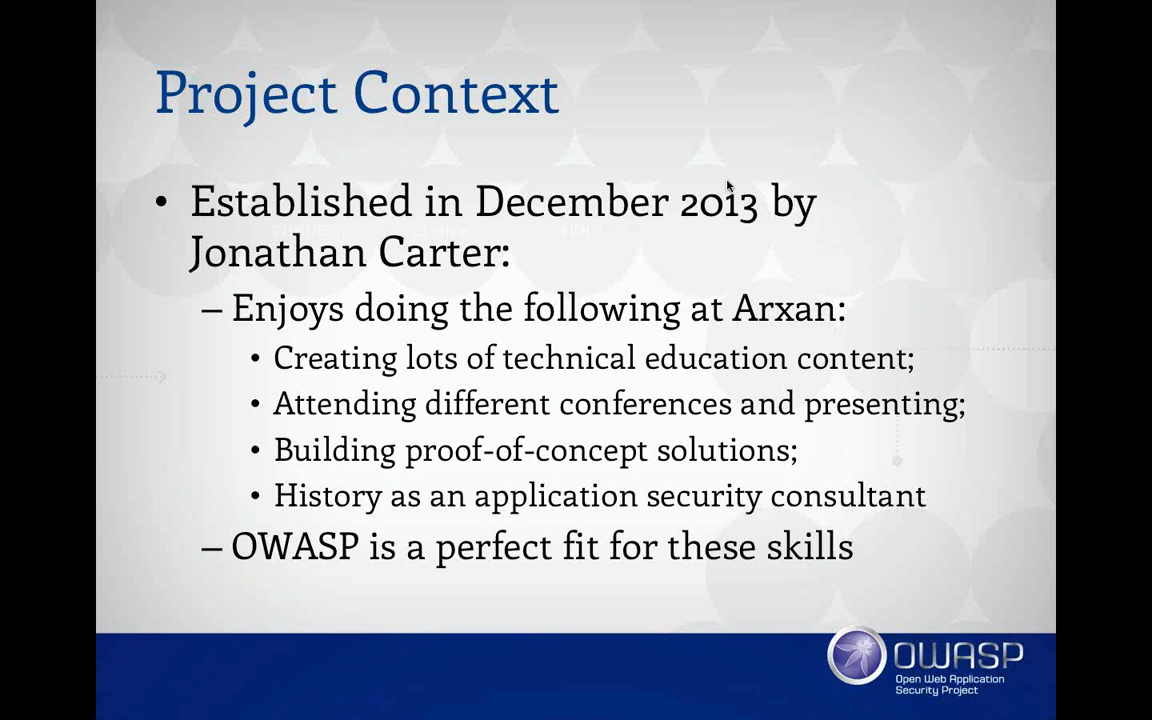 Project Context
• Established in December 2013 by
Jonathan Carter:
– Enjoys doing the following at Arxan:
• Creating lots of technical education content;
• Attending different conferences and presenting;
• Building proof-of-concept solutions;
• History as an application security consultant
– OWASP is a perfect fit for these skills
OWASP
Open Web Application
Security Project